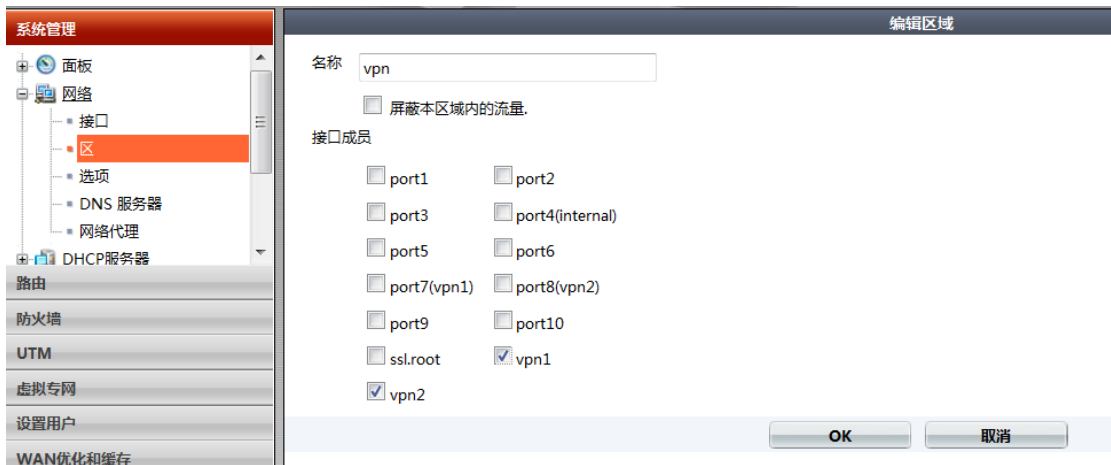 系统管理
面板
网络
接口
区
选项
DNS 服务器
网络代理
DHCP服务器
路由
防火墙
UTM
虚拟专网
设置用户
WAN优化和缓存
编辑区域
名称 vpn
屏蔽本区域内的流量.
接口成员
port1 port2
port3 port4(internal)
port5 port6
port7(vpn1) port8(vpn2)
port9 port10
ssl.root vpn1
vpn2
OK 取消